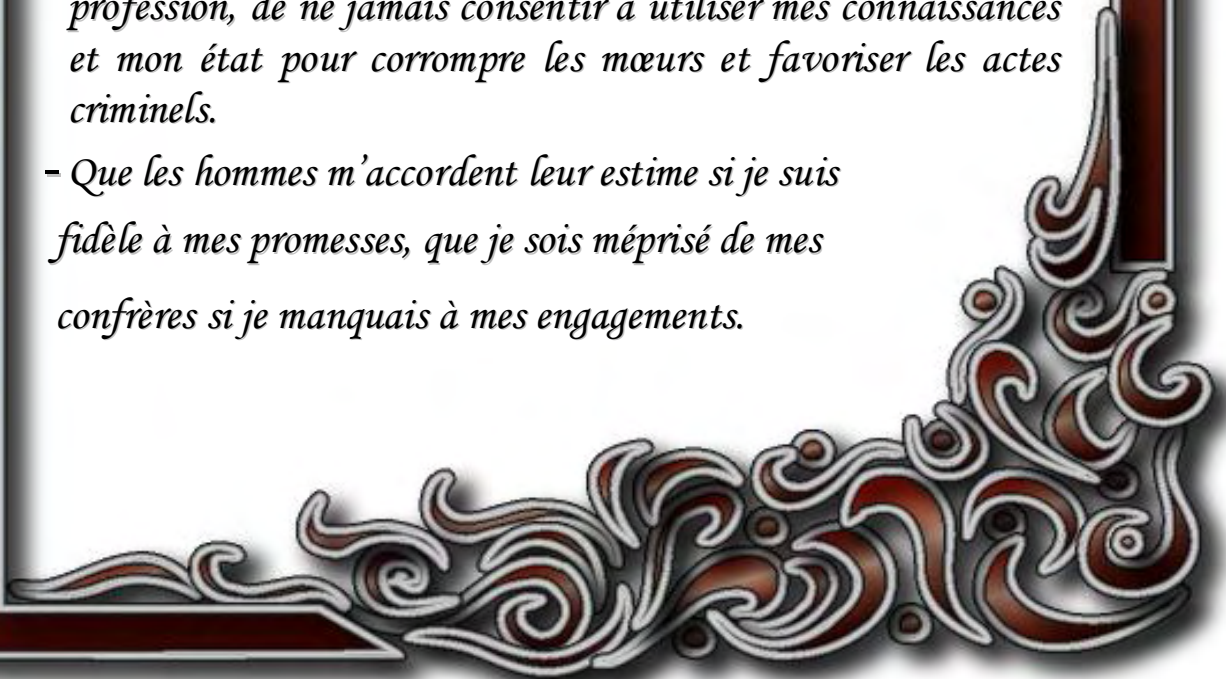 profession, de ne jamais consentir à utiliser mes connaissances
et mon état pour corrompre les mœurs et favoriser les actes
criminels.
- Que les hommes m’accordent leur estime si je suis
fidèle à mes promesses, que je sois méprisé de mes
confrères si je manquais à mes engagements.